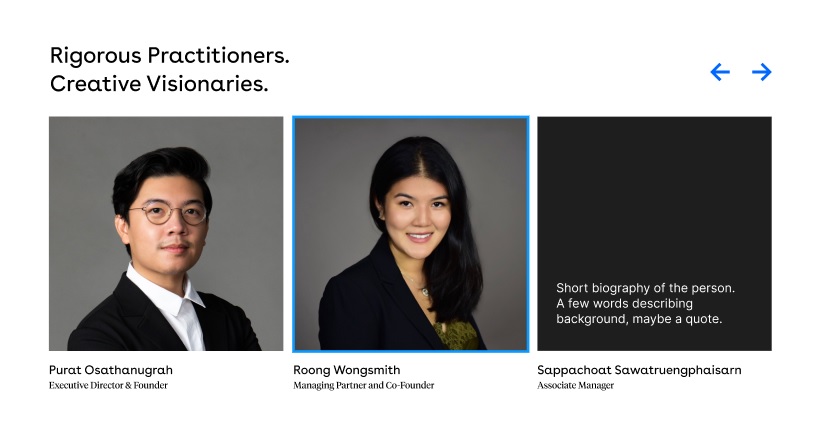 Rigorous Practitioners.
Creative Visionaries.
Short biography of the person.
A few words describing
background, maybe a quote.
Purat Osathanugrah
Executive Director & Founder
Roong Wongsmith
Managing Partner and Co-Founder
Sappachoat Sawatruengphaisarn
Associate Manager